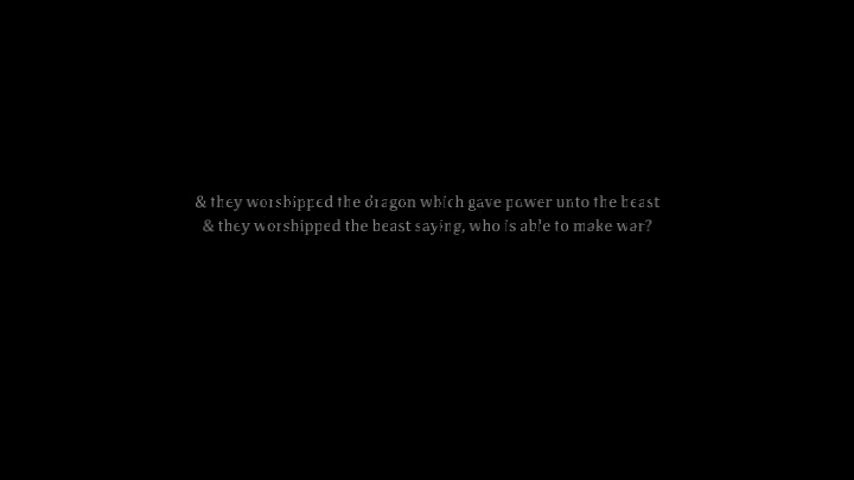 & they worshipped the dragon which gave power unto the beast
& they worshipped the beast saying, who is able to make war?